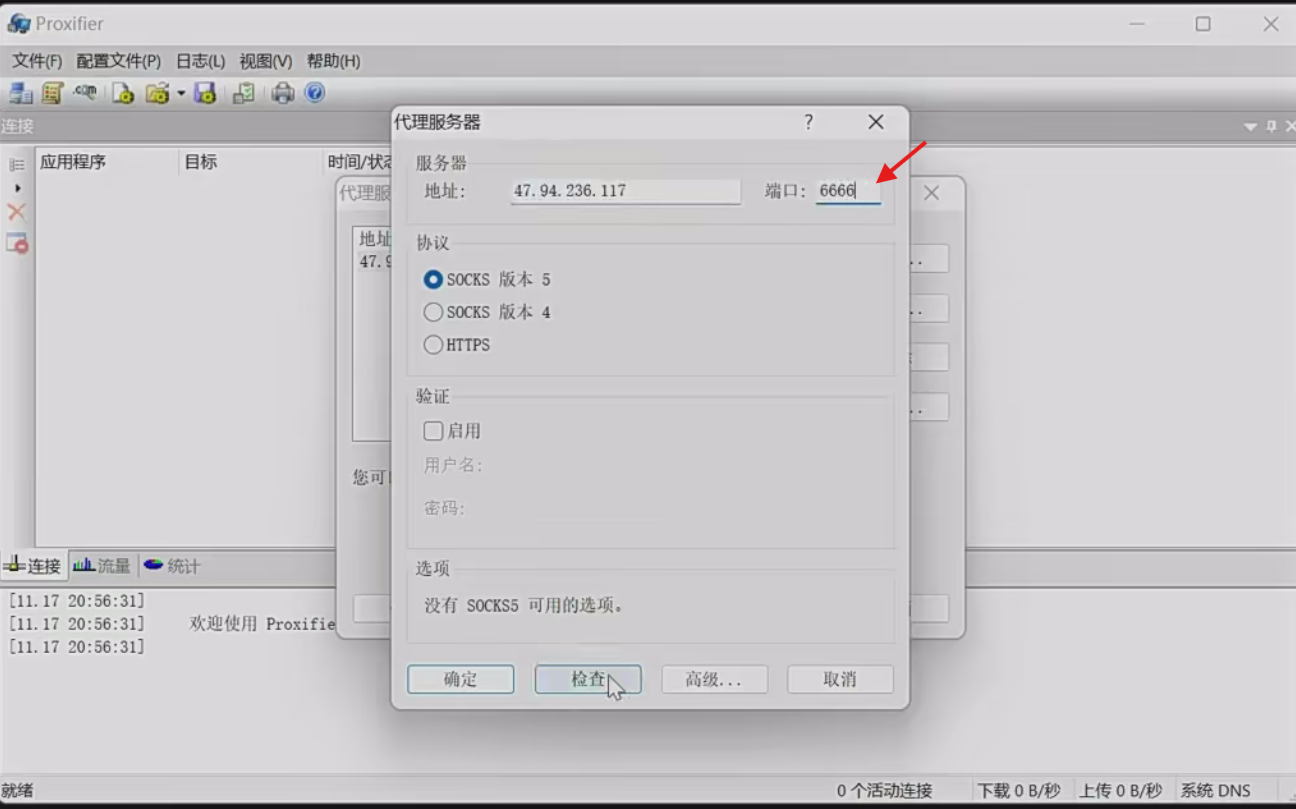 Proxifier
文件(F) 配置文件(P) 日志(L) 视图(V) 帮助(H)
.com
连接
应用程序 目标 时间/状态
代理服
地址
47.9
您可
代理服务器 ?
服务器
地址: 47.94.236.117 端口: 6666
协议
SOCKS 版本 5
SOCKS 版本 4
HTTPS
验证
启用
用户名:
密码:
选项
没有 SOCKS5 可用的选项。
确定 检查 高级... 取消
连接 流量 统计
[11.17 20:56:31]
[11.17 20:56:31] 欢迎使用 Proxifie
[11.17 20:56:31]
就绪 0 个活动连接 下载 0 B/秒 上传 0 B/秒 系统 DNS